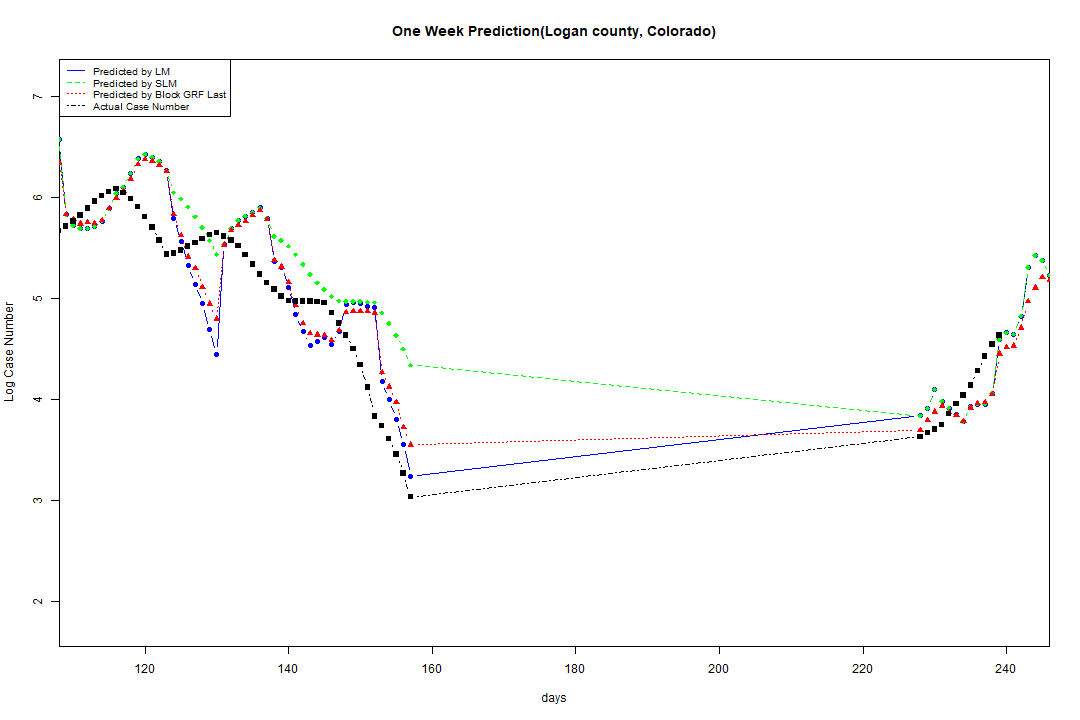 One Week Prediction(Logan county, Colorado)
Predicted by LM
Predicted by SLM
Predicted by Block GRF Last
Actual Case Number
7
6
5
4
3
2
Log Case Number
120 140 160 180 200 220 240
days